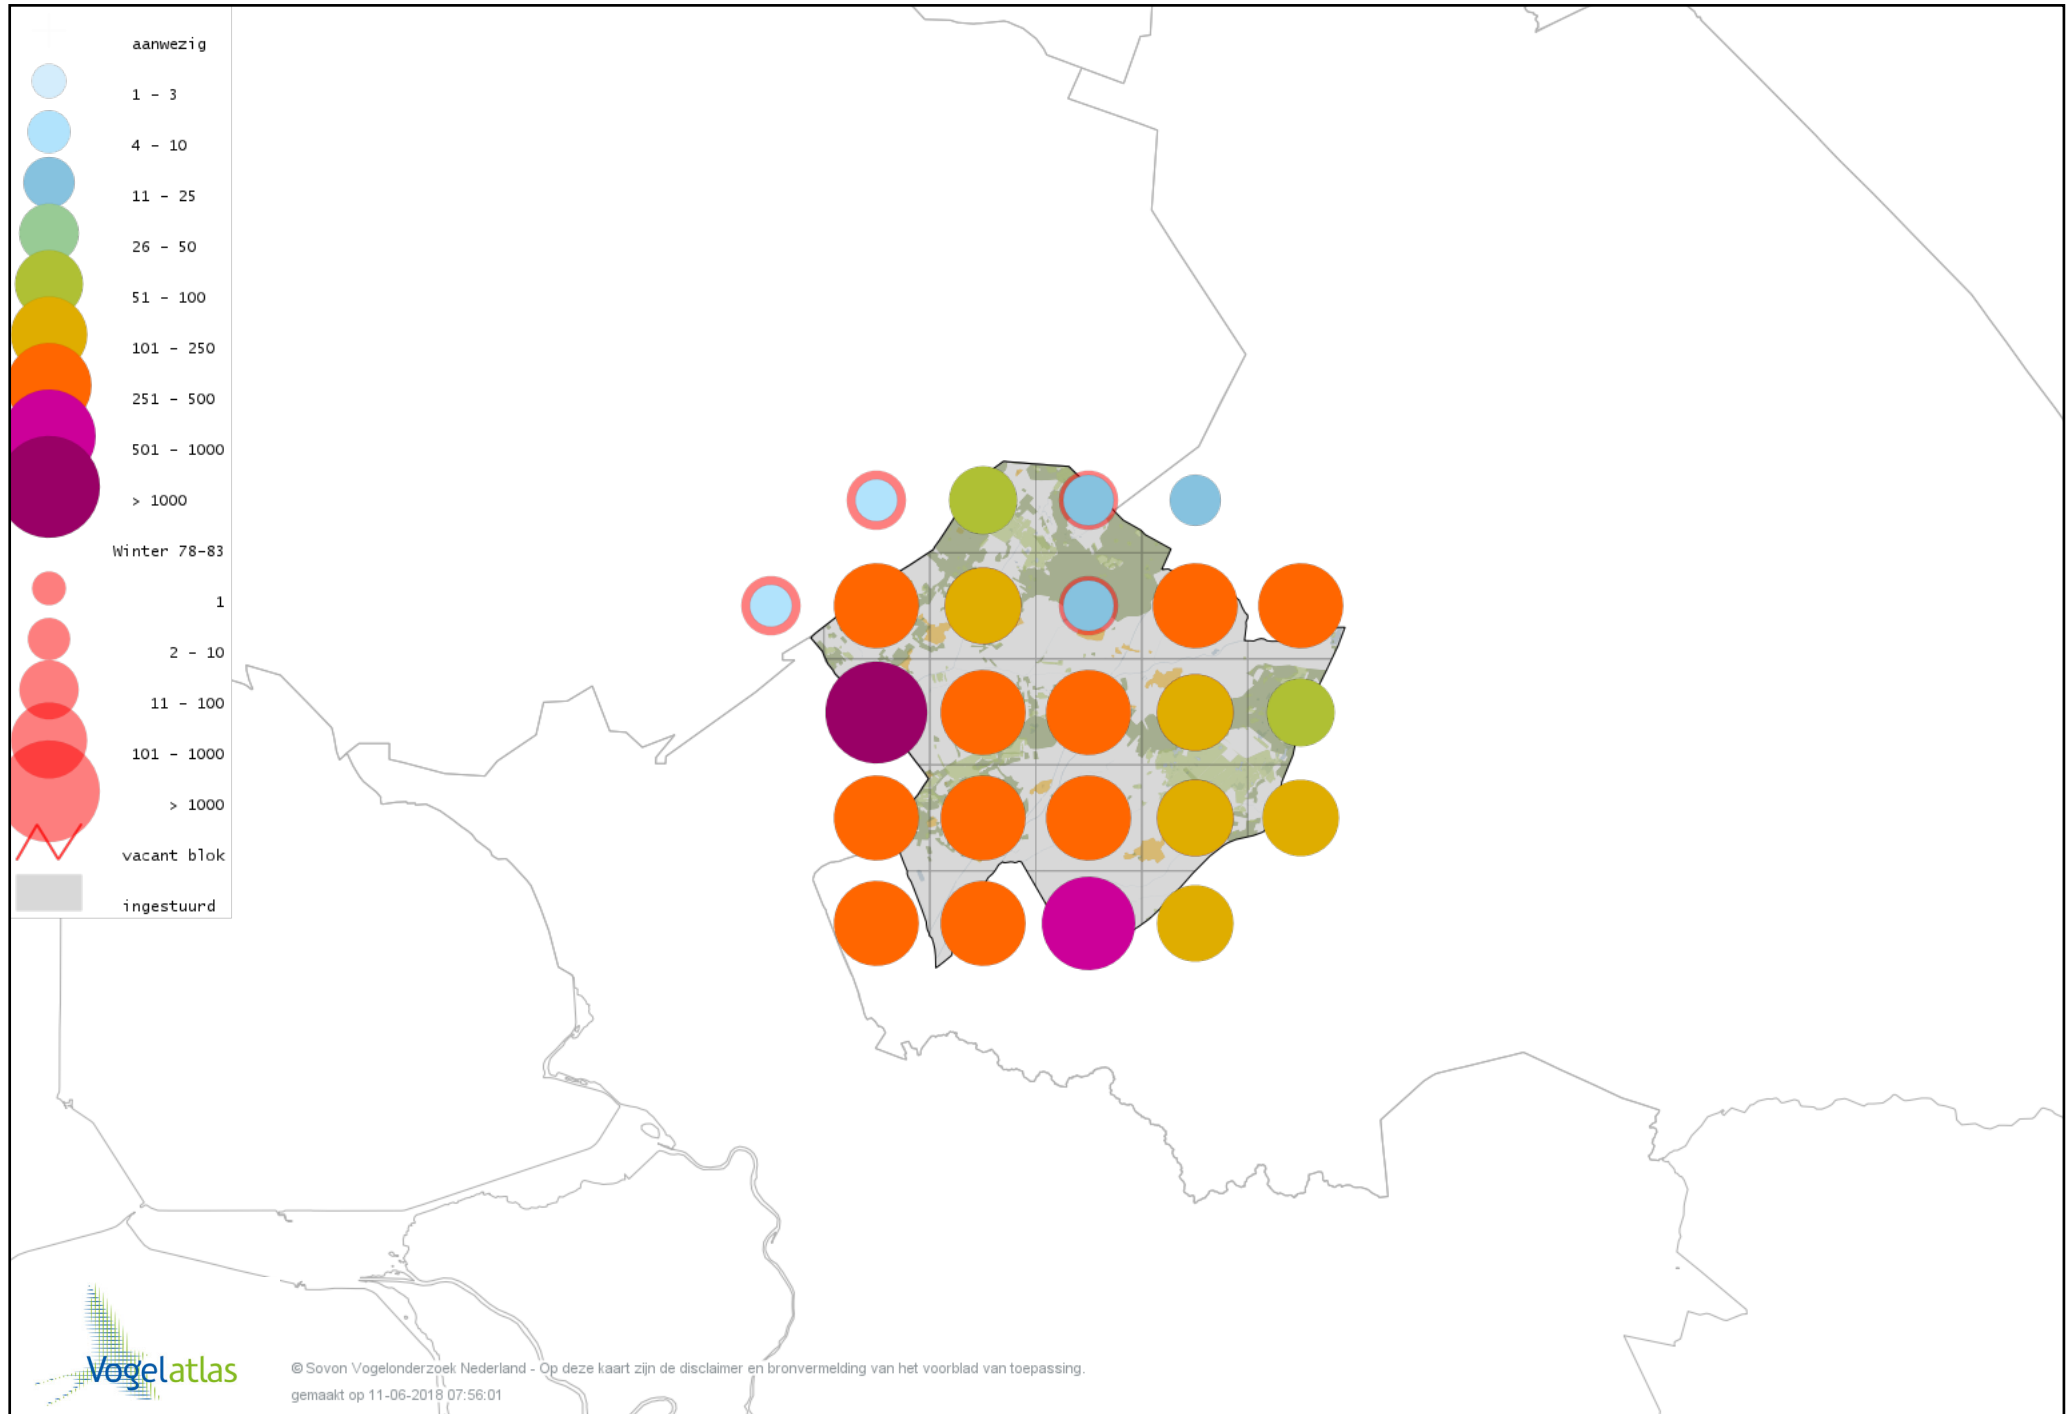 aanwezig
1 - 3
4 - 10
11 - 25
26 - 50
51 - 100
101 - 250
251 - 500
501 - 1000
> 1000
Winter 78-83
1
2 - 10
11 - 100
101 - 1000
> 1000
vacant blok
ingestuurd
Vogelatlas
© Sovon Vogelonderzoek Nederland - Op deze kaart zijn de disclaimer en bronvermelding van het voorblad van toepassing.
gemaakt op 11-06-2018 07:56:01